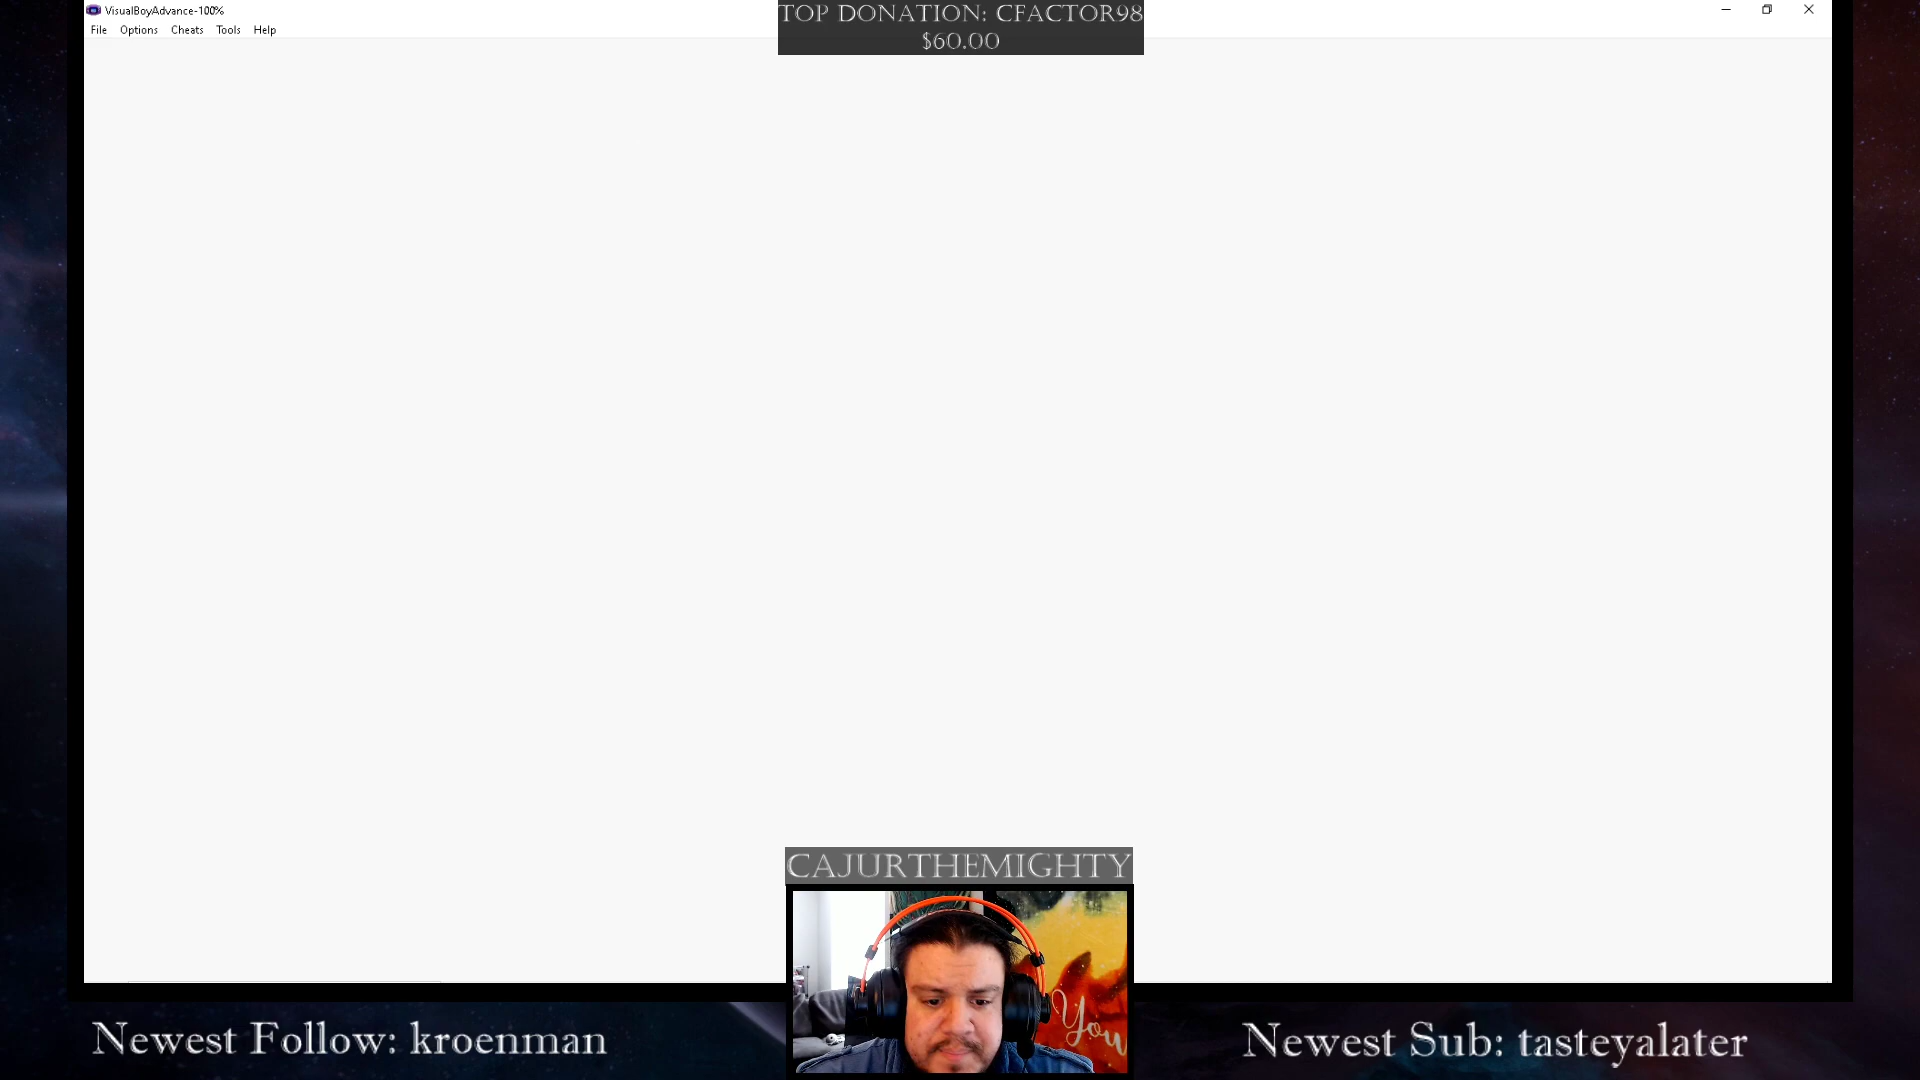 VisualBoyAdvance-100%
File Options Cheats Tools Help
TOP DONATION: CFACTOR98
$60.00
CAJURTHEMIGHTY
You
Newest Follow: kroenman
Newest Sub: tasteyalater